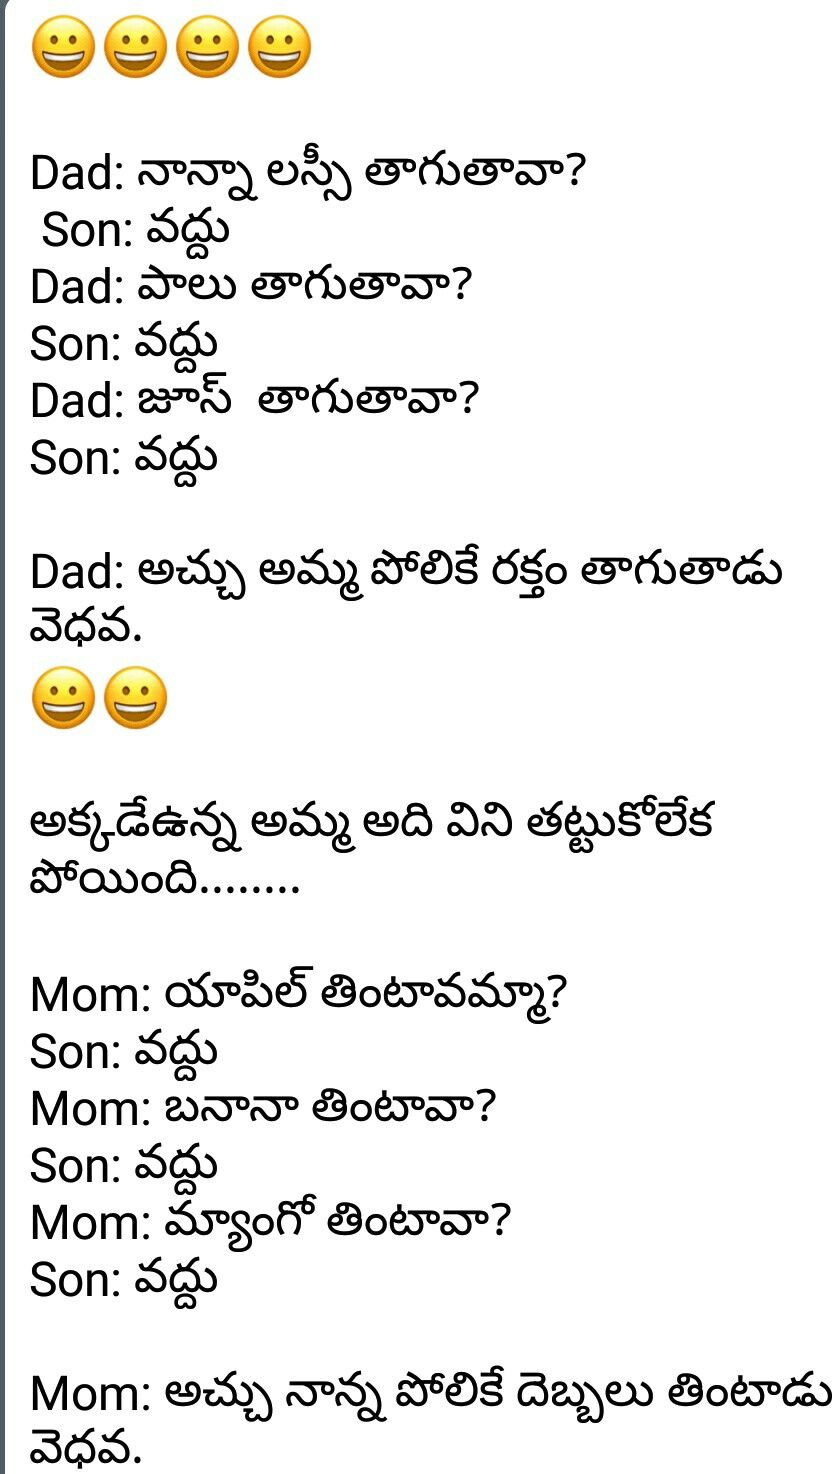 😀😀😀😀
Dad: నాన్నా లస్సీ తాగుతావా?
Son: వద్దు
Dad: పాలు తాగుతావా?
Son: వద్దు
Dad: జూస్ తాగుతావా?
Son: వద్దు
Dad: అచ్చు అమ్మ పోలికే రక్తం తాగుతాడు
వెధవ.
😀😀
అక్కడేఉన్న అమ్మ అది విని తట్టుకోలేక
పోయింది........
Mom: యాపిల్ తింటావమ్మా?
Son: వద్దు
Mom: బనానా తింటావా?
Son: వద్దు
Mom: మ్యాంగో తింటావా?
Son: వద్దు
Mom: అచ్చు నాన్న పోలికే దెబ్బలు తింటాడు
వెధవ.